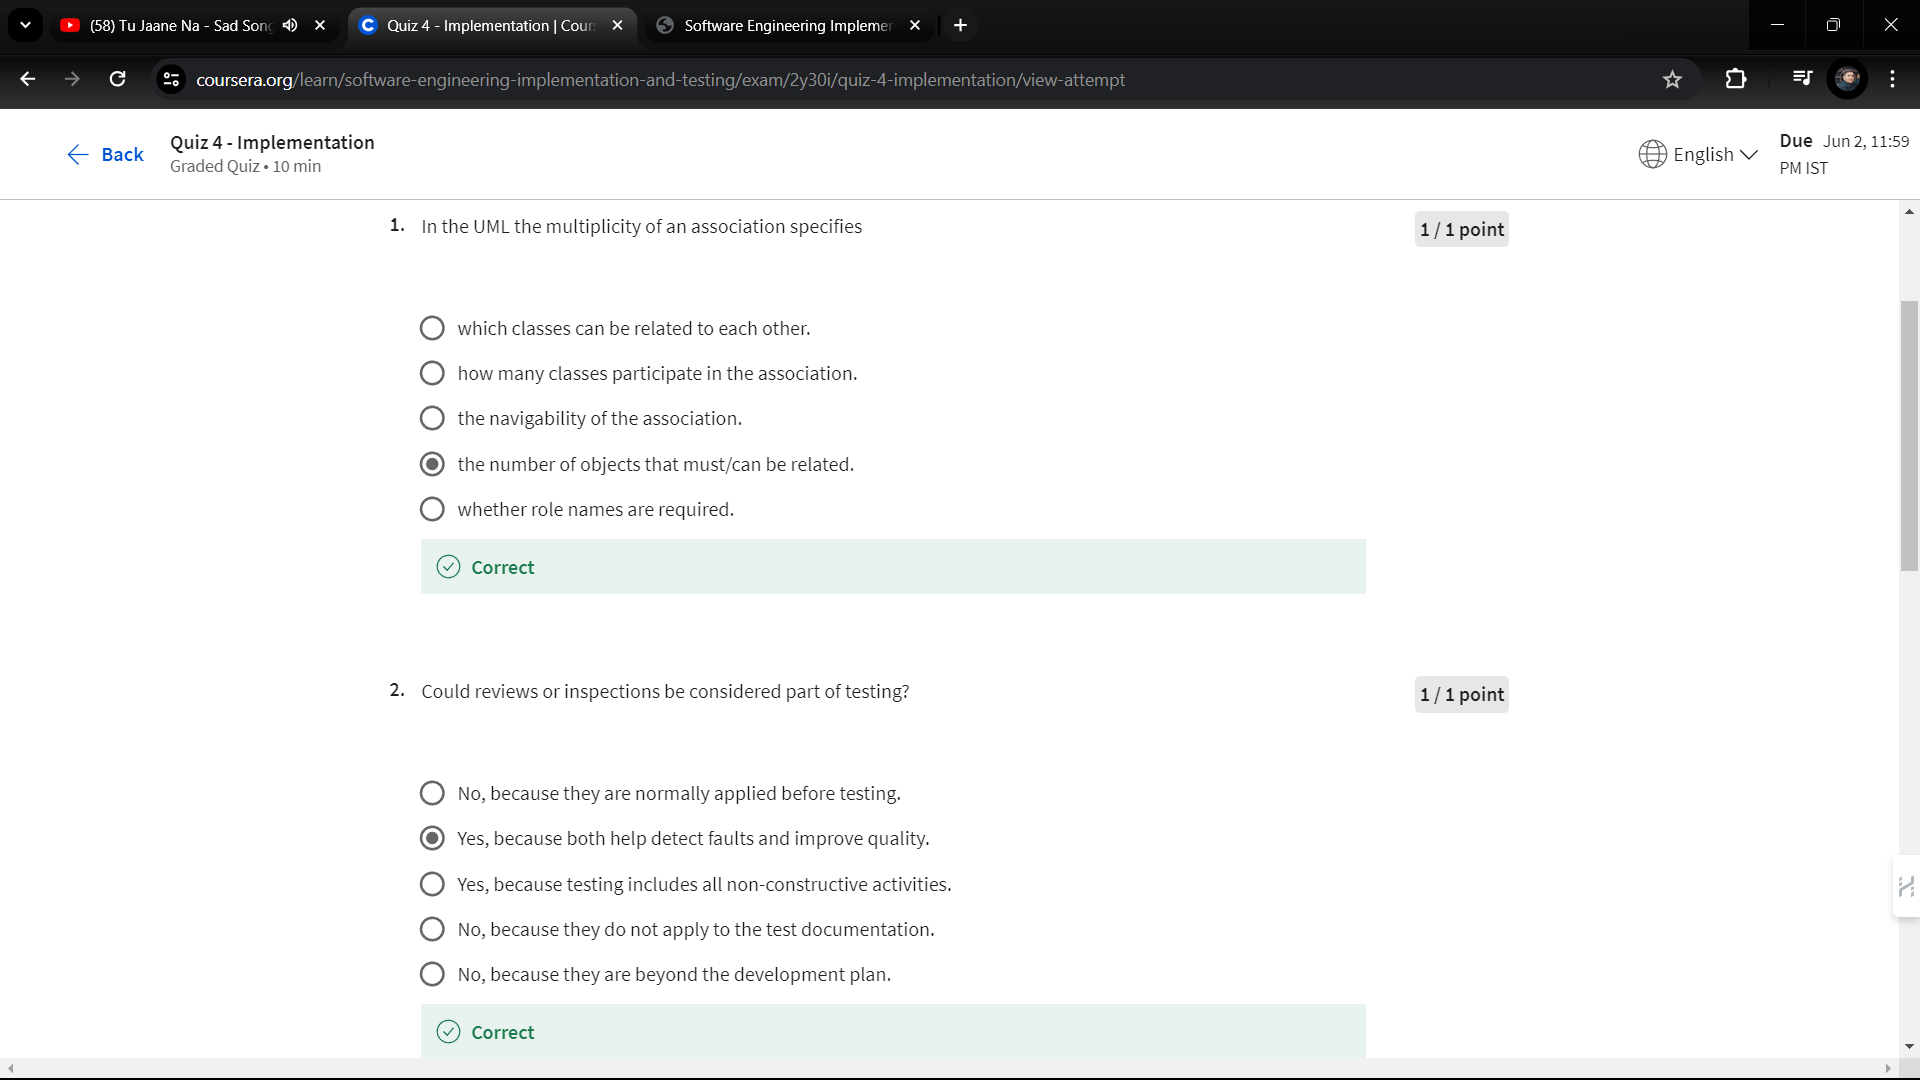 (58) Tu Jaane Na - Sad Song
Quiz 4 - Implementation | Cour
Software Engineering Implemen
coursera.org/learn/software-engineering-implementation-and-testing/exam/2y30i/quiz-4-implementation/view-attempt
Back
Quiz 4 - Implementation
Graded Quiz • 10 min
English
Due Jun 2, 11:59
PM IST
1. In the UML the multiplicity of an association specifies
1 / 1 point
which classes can be related to each other.
how many classes participate in the association.
the navigability of the association.
the number of objects that must/can be related.
whether role names are required.
Correct
2. Could reviews or inspections be considered part of testing?
1 / 1 point
No, because they are normally applied before testing.
Yes, because both help detect faults and improve quality.
Yes, because testing includes all non-constructive activities.
No, because they do not apply to the test documentation.
No, because they are beyond the development plan.
Correct